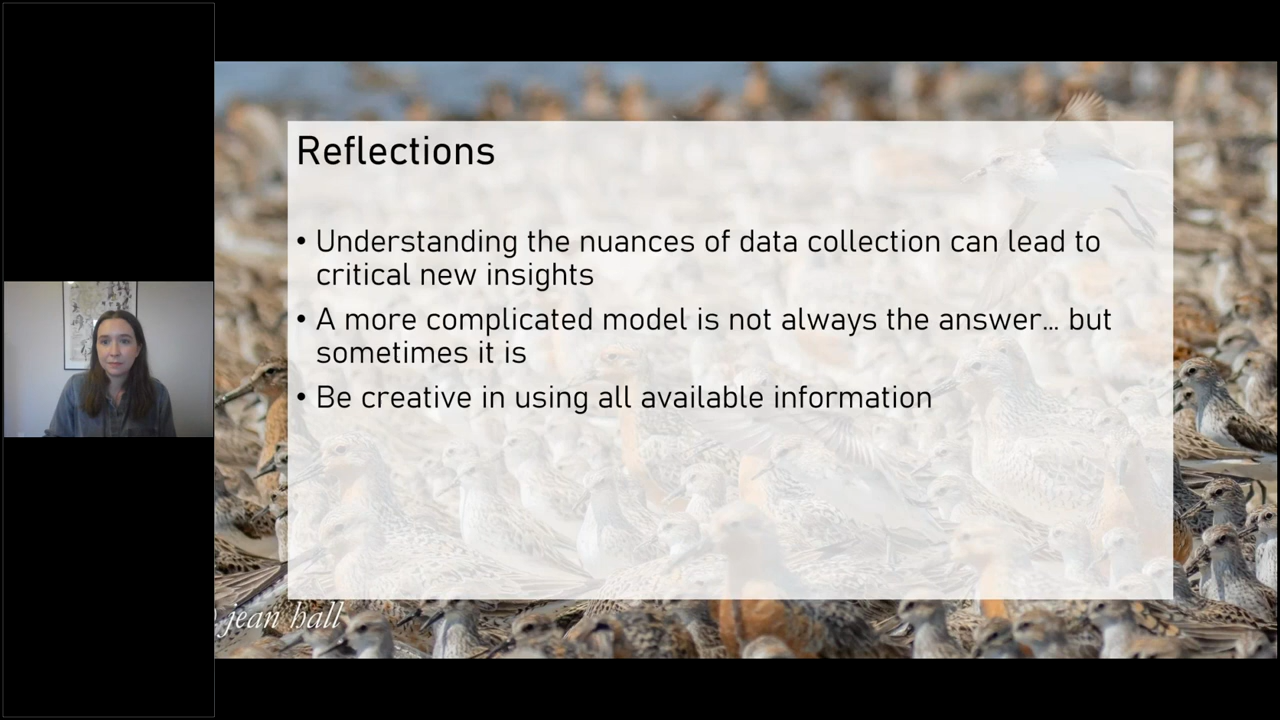 Reflections
• Understanding the nuances of data collection can lead to
critical new insights
• A more complicated model is not always the answer... but
sometimes it is
• Be creative in using all available information
jean hall